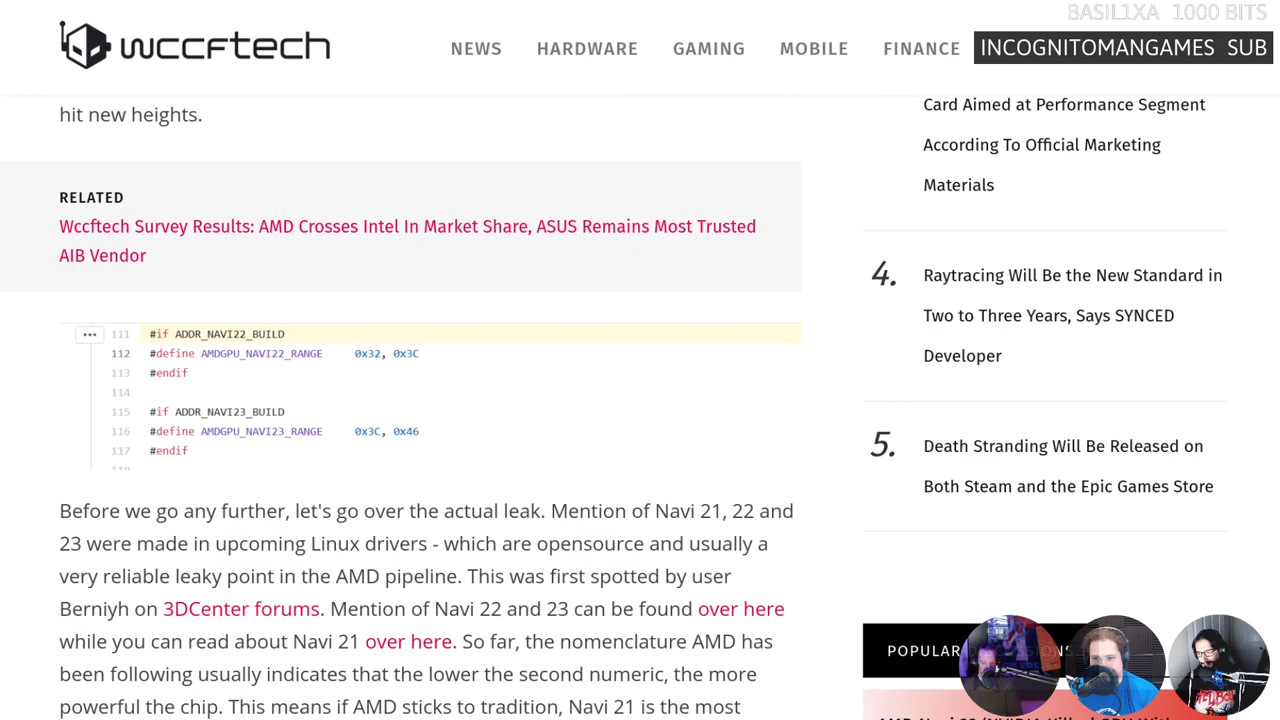 BASIL1XA 1000 BITS
wccftech
NEWS HARDWARE GAMING MOBILE FINANCE
INCOGNITOMANGAMES SUB
hit new heights.
RELATED
Wccftech Survey Results: AMD Crosses Intel In Market Share, ASUS Remains Most Trusted
AIB Vendor
111 #if ADDR_NAVI22_BUILD
112 #define AMDGPU_NAVI22_RANGE 0x32, 0x3C
113 #endif
114
115 #if ADDR_NAVI23_BUILD
116 #define AMDGPU_NAVI23_RANGE 0x3C, 0x46
117 #endif
Before we go any further, let's go over the actual leak. Mention of Navi 21, 22 and
23 were made in upcoming Linux drivers - which are opensource and usually a
very reliable leaky point in the AMD pipeline. This was first spotted by user
Berniyh on 3DCenter forums. Mention of Navi 22 and 23 can be found over here
while you can read about Navi 21 over here. So far, the nomenclature AMD has
been following usually indicates that the lower the second numeric, the more
powerful the chip. This means if AMD sticks to tradition, Navi 21 is the most
Card Aimed at Performance Segment
According To Official Marketing
Materials
4. Raytracing Will Be the New Standard in
Two to Three Years, Says SYNCED
Developer
5. Death Stranding Will Be Released on
Both Steam and the Epic Games Store
POPULAR